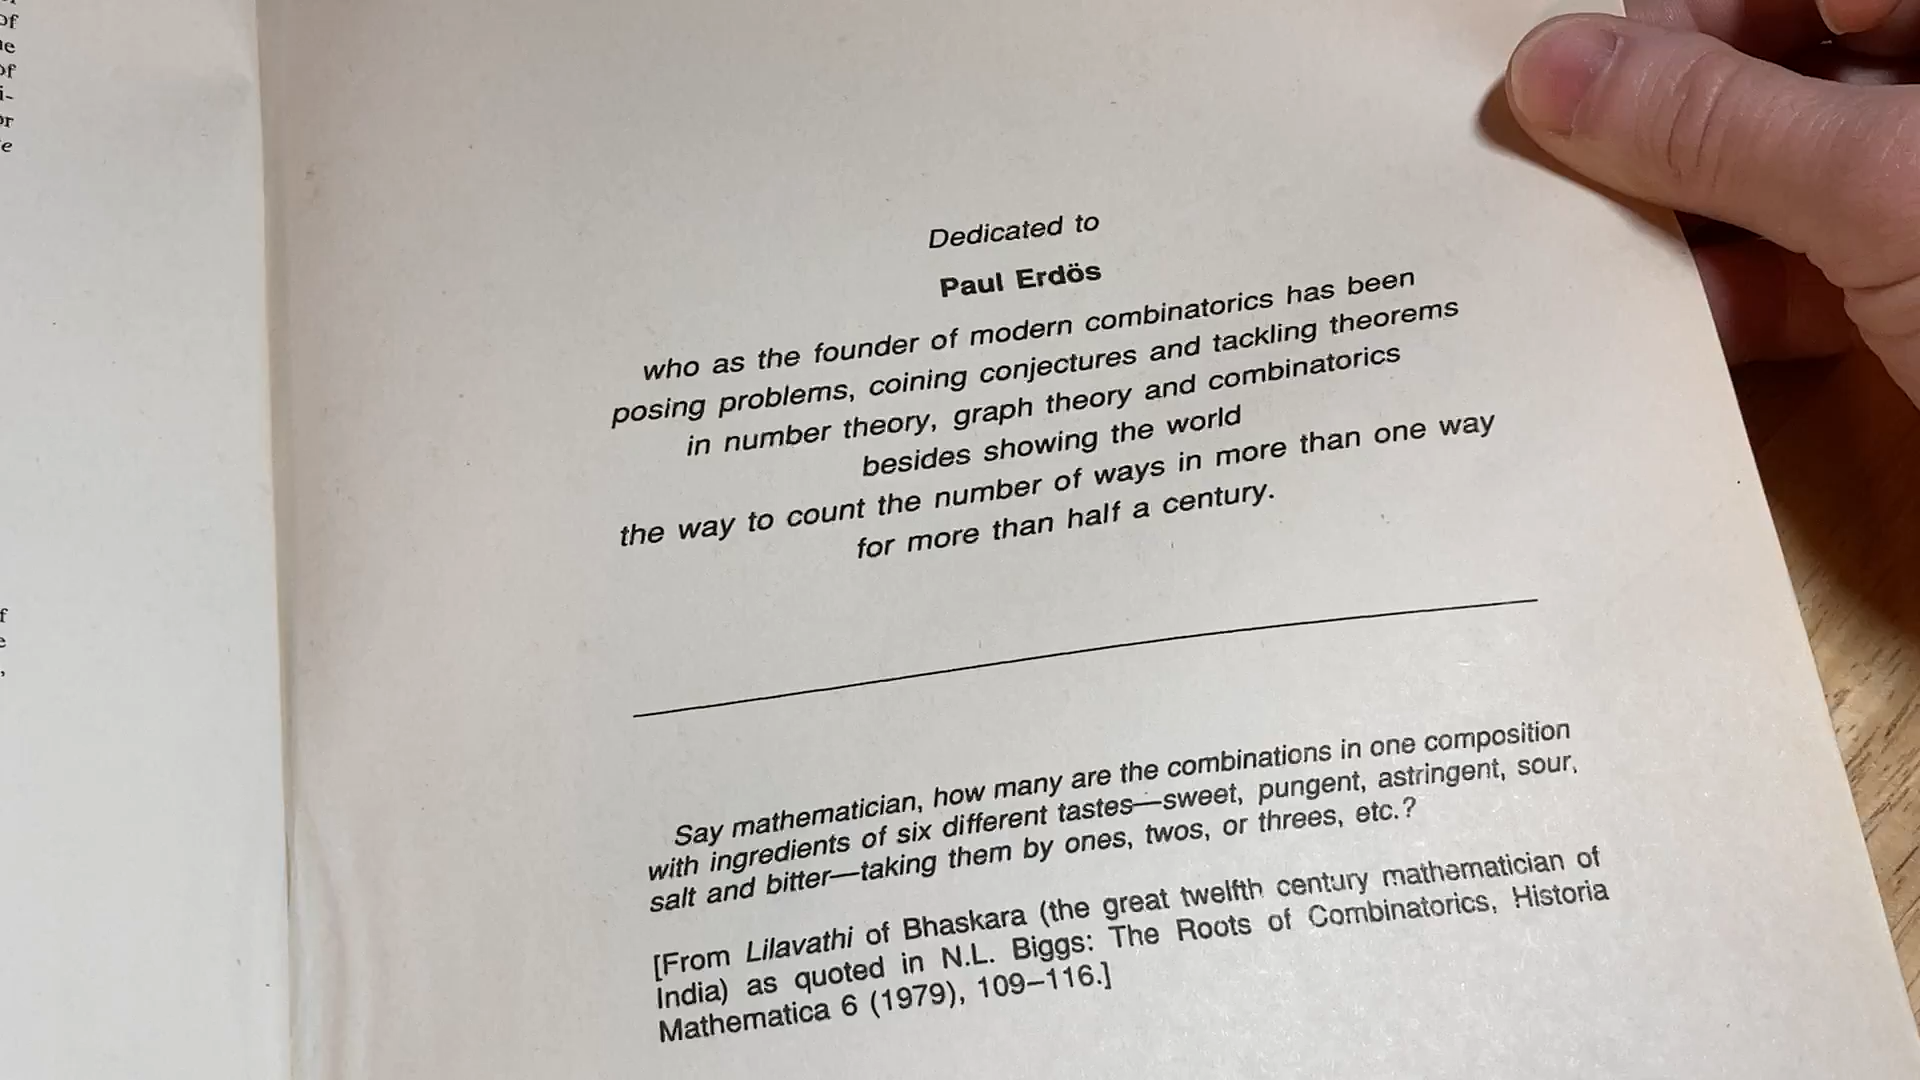 of
ne
of
i-
or
e
f
e
,
Dedicated to
Paul Erdös
who as the founder of modern combinatorics has been
posing problems, coining conjectures and tackling theorems
in number theory, graph theory and combinatorics
besides showing the world
the way to count the number of ways in more than one way
for more than half a century.
Say mathematician, how many are the combinations in one composition
with ingredients of six different tastes—sweet, pungent, astringent, sour,
salt and bitter—taking them by ones, twos, or threes, etc.?
[From Lilavathi of Bhaskara (the great twelfth century mathematician of
India) as quoted in N.L. Biggs: The Roots of Combinatorics, Historia
Mathematica 6 (1979), 109–116.]